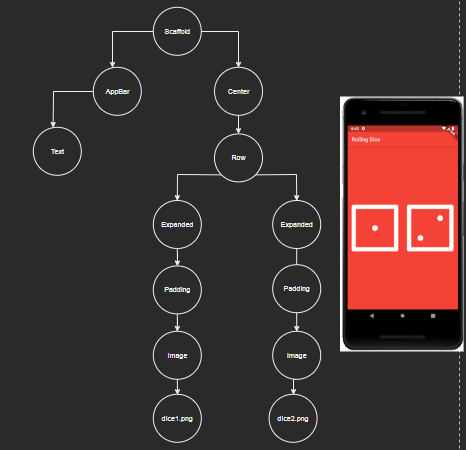 Scaffold
AppBar
Center
Text
Row
Rolling Dice
Expanded
Expanded
Padding
Padding
Image
Image
dice1.png
dice2.png